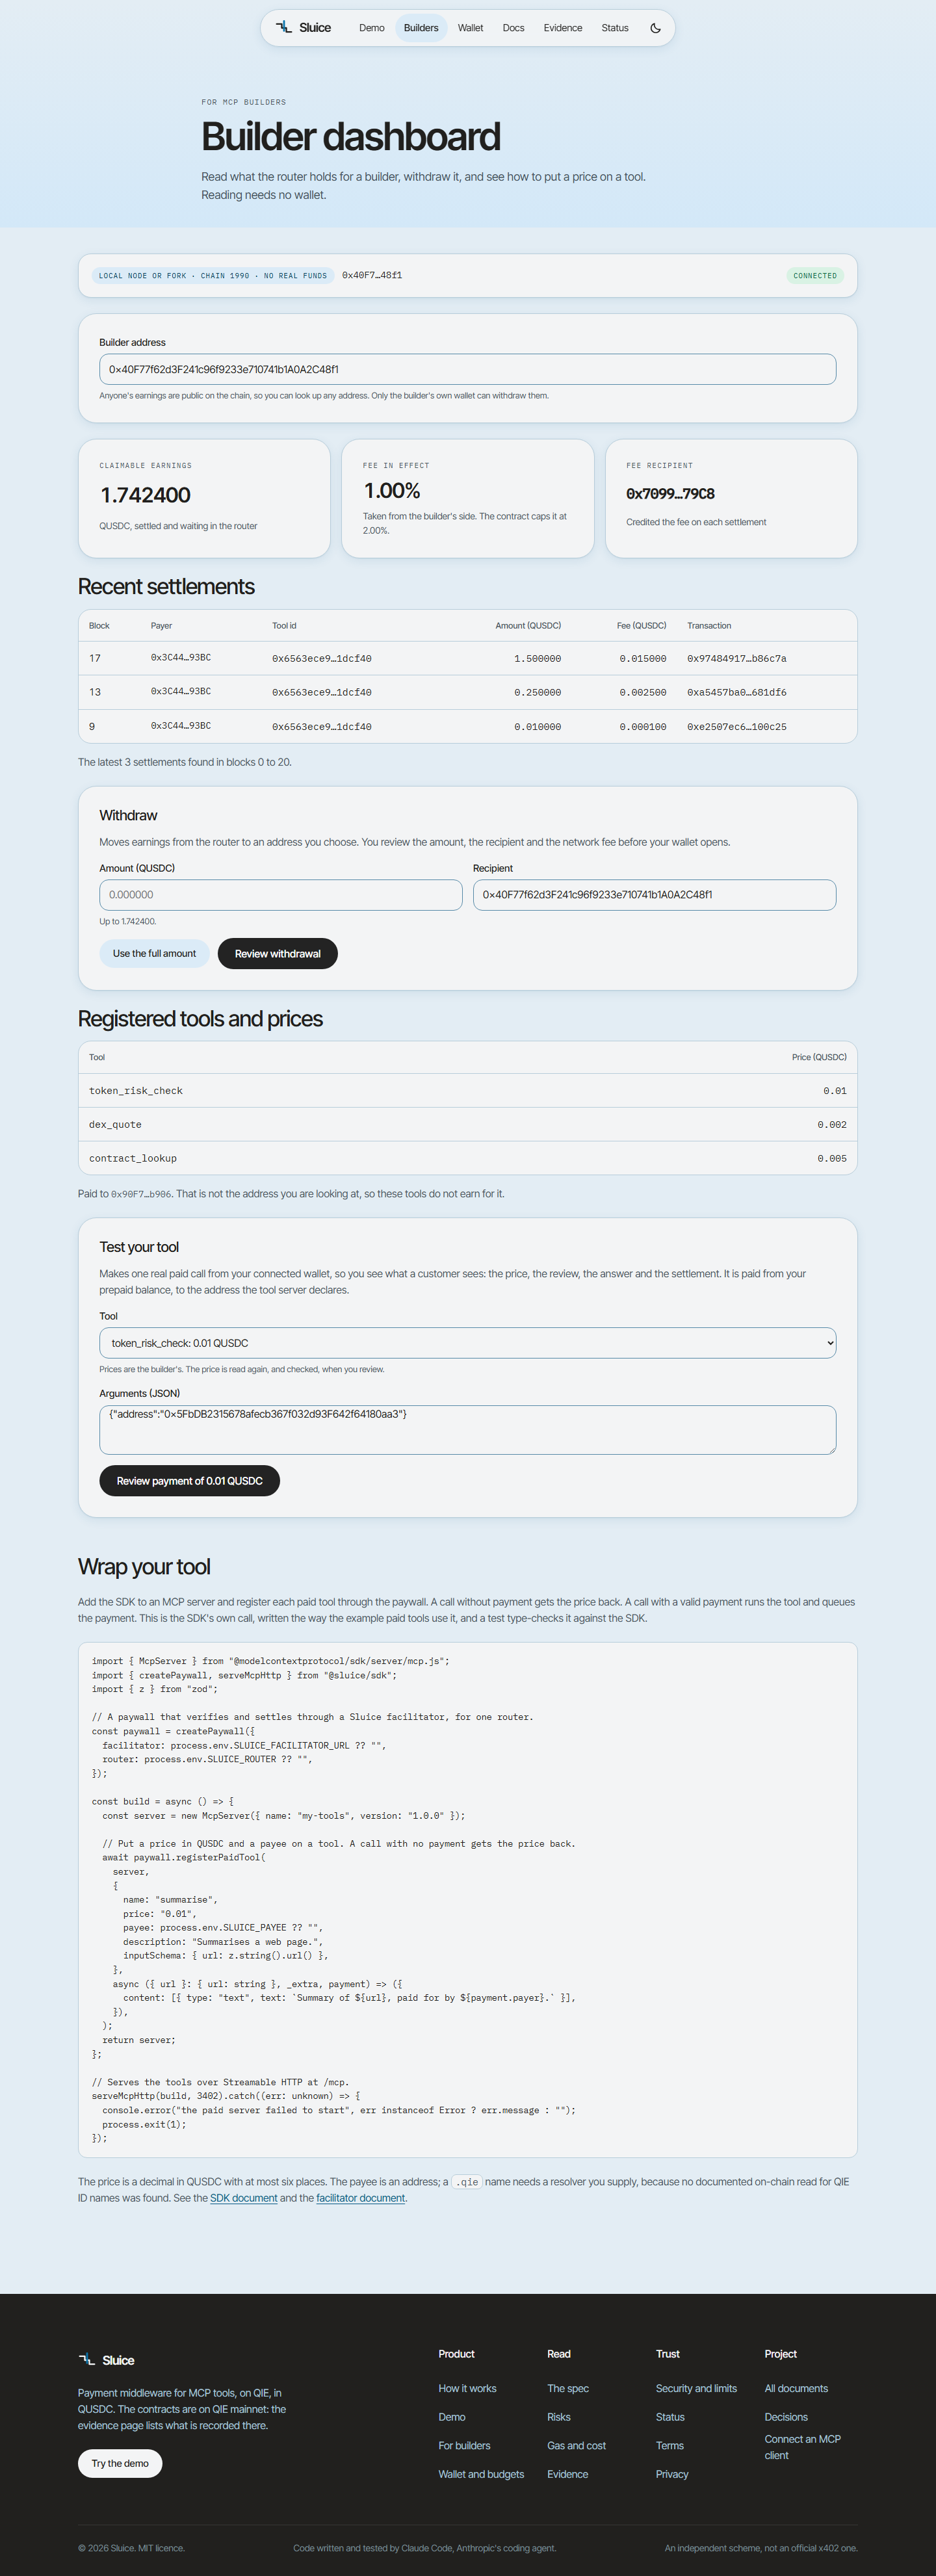 Sluice Demo Builders Wallet Docs Evidence Status
FOR MCP BUILDERS
Builder dashboard
Read what the router holds for a builder, withdraw it, and see how to put a price on a tool.
Reading needs no wallet.
LOCAL NODE OR FORK · CHAIN 1990 · NO REAL FUNDS 0x40F7…48f1 CONNECTED
Builder address
0x40F77f62d3F241c96f9233e710741b1A0A2C48f1
Anyone's earnings are public on the chain, so you can look up any address. Only the builder's own wallet can withdraw them.
CLAIMABLE EARNINGS
1.742400
QUSDC, settled and waiting in the router
FEE IN EFFECT
1.00%
Taken from the builder's side. The contract caps it at
2.00%.
FEE RECIPIENT
0x7099…79C8
Credited the fee on each settlement
Recent settlements
Block Payer Tool id Amount (QUSDC) Fee (QUSDC) Transaction
17 0x3C44…93BC 0x6563ece9…1dcf40 1.500000 0.015000 0x97484917…b86c7a
13 0x3C44…93BC 0x6563ece9…1dcf40 0.250000 0.002500 0xa5457ba0…681df6
9 0x3C44…93BC 0x6563ece9…1dcf40 0.010000 0.000100 0xe2507ec6…100c25
The latest 3 settlements found in blocks 0 to 20.
Withdraw
Moves earnings from the router to an address you choose. You review the amount, the recipient and the network fee before your wallet opens.
Amount (QUSDC) Recipient
0.000000 0x40F77f62d3F241c96f9233e710741b1A0A2C48f1
Up to 1.742400.
Use the full amount Review withdrawal
Registered tools and prices
Tool Price (QUSDC)
token_risk_check 0.01
dex_quote 0.002
contract_lookup 0.005
Paid to 0x90F7…b906. That is not the address you are looking at, so these tools do not earn for it.
Test your tool
Makes one real paid call from your connected wallet, so you see what a customer sees: the price, the review, the answer and the settlement. It is paid from your
prepaid balance, to the address the tool server declares.
Tool
token_risk_check: 0.01 QUSDC
Prices are the builder's. The price is read again, and checked, when you review.
Arguments (JSON)
{"address":"0x5FbDB2315678afecb367f032d93F642f64180aa3"}
Review payment of 0.01 QUSDC
Wrap your tool
Add the SDK to an MCP server and register each paid tool through the paywall. A call without payment gets the price back. A call with a valid payment runs the tool and queues
the payment. This is the SDK's own call, written the way the example paid tools use it, and a test type-checks it against the SDK.
import { McpServer } from "@modelcontextprotocol/sdk/server/mcp.js";
import { createPaywall, serveMcpHttp } from "@sluice/sdk";
import { z } from "zod";
// A paywall that verifies and settles through a Sluice facilitator, for one router.
const paywall = createPaywall({
  facilitator: process.env.SLUICE_FACILITATOR_URL ?? "",
  router: process.env.SLUICE_ROUTER ?? "",
});
const build = async () => {
  const server = new McpServer({ name: "my-tools", version: "1.0.0" });
  // Put a price in QUSDC and a payee on a tool. A call with no payment gets the price back.
  await paywall.registerPaidTool(
    server,
    {
      name: "summarise",
      price: "0.01",
      payee: process.env.SLUICE_PAYEE ?? "",
      description: "Summarises a web page.",
      inputSchema: { url: z.string().url() },
    },
    async ({ url }: { url: string }, _extra, payment) => ({
      content: [{ type: "text", text: `Summary of ${url}, paid for by ${payment.payer}.` }],
    }),
  );
  return server;
};
// Serves the tools over Streamable HTTP at /mcp.
serveMcpHttp(build, 3402).catch((err: unknown) => {
  console.error("the paid server failed to start", err instanceof Error ? err.message : "");
  process.exit(1);
});
The price is a decimal in QUSDC with at most six places. The payee is an address; a .qie name needs a resolver you supply, because no documented on-chain read for QIE
ID names was found. See the SDK document and the facilitator document.
Sluice
Payment middleware for MCP tools, on QIE, in
QUSDC. The contracts are on QIE mainnet: the
evidence page lists what is recorded there.
Try the demo
Product
How it works
Demo
For builders
Wallet and budgets
Read
The spec
Risks
Gas and cost
Evidence
Trust
Security and limits
Status
Terms
Privacy
Project
All documents
Decisions
Connect an MCP
client
© 2026 Sluice. MIT licence. Code written and tested by Claude Code, Anthropic's coding agent. An independent scheme, not an official x402 one.